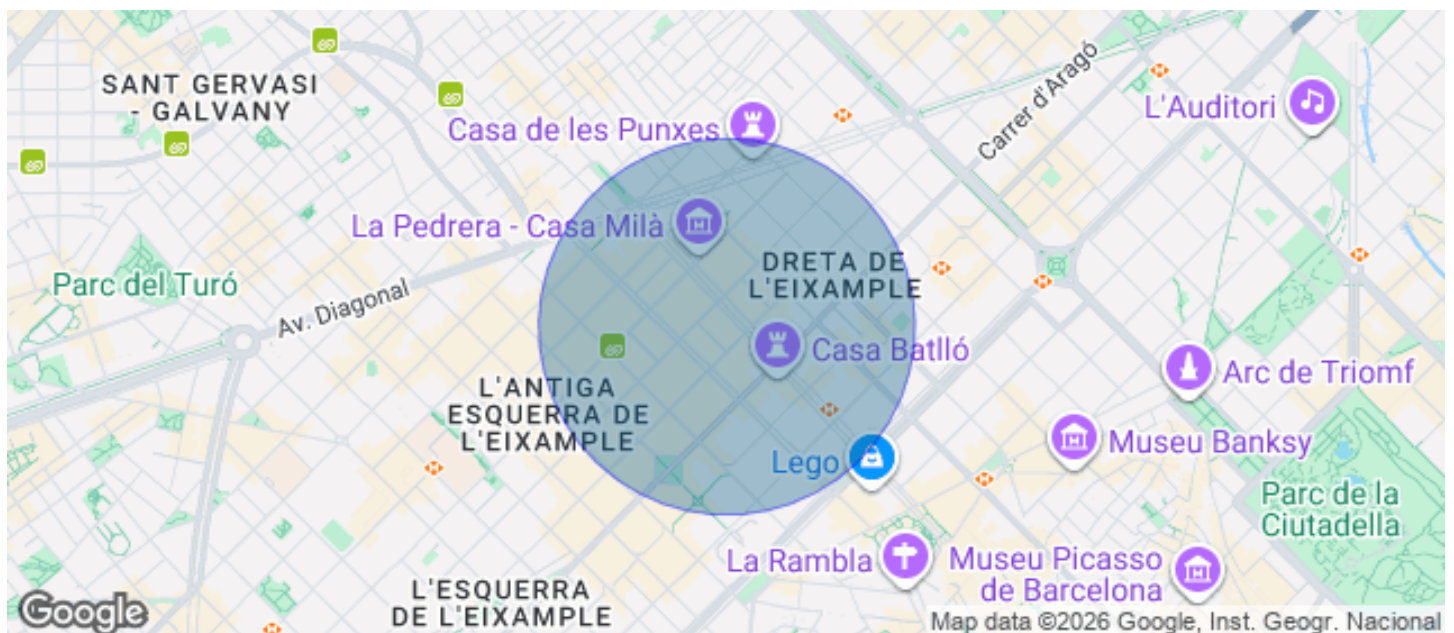 SANT GERVASI
- GALVANY
Casa de les Punxes
Carrer d'Aragó
L'Auditori
La Pedrera - Casa Milà
DRETA DE
L'EIXAMPLE
Parc del Turó
Av. Diagonal
Casa Batlló
L'ANTIGA
ESQUERRA DE
L'EIXAMPLE
Arc de Triomf
Museu Banksy
Lego
Parc de la
Ciutadella
La Rambla
Museu Picasso
de Barcelona
L'ESQUERRA
DE L'EIXAMPLE
Google
Map data ©2026 Google, Inst. Geogr. Nacional